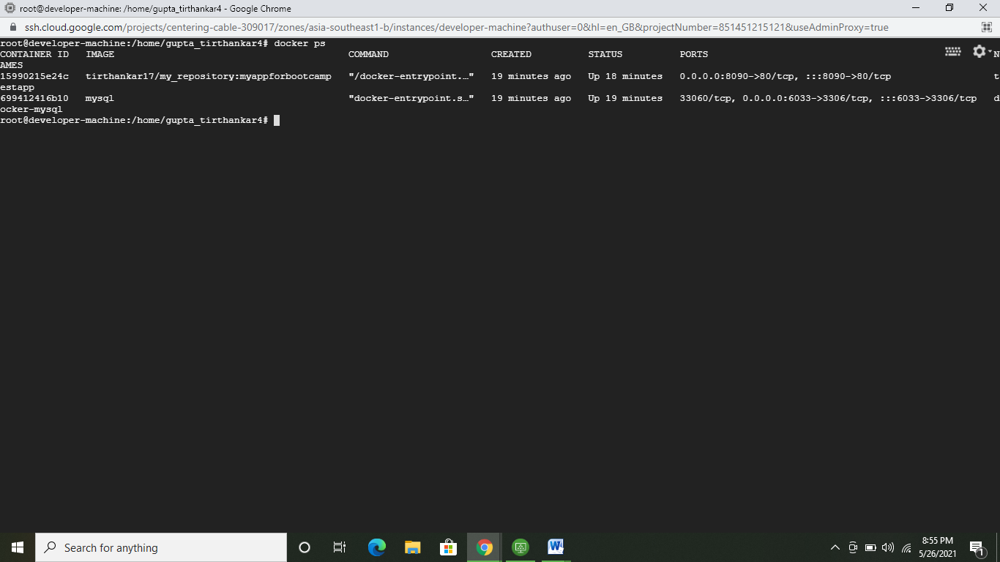 root@developer-machine: /home/gupta_tirthankar4 - Google Chrome
ssh.cloud.google.com/projects/centering-cable-309017/zones/asia-southeast1-b/instances/developer-machine?authuser=0&hl=en_GB&projectNumber=851451215121&useAdminProxy=true
root@developer-machine:/home/gupta_tirthankar4# docker ps
CONTAINER ID   IMAGE                                         COMMAND                  CREATED          STATUS          PORTS                                                  N
AMES
15990215e24c   tirthankar17/my_repository:myappforbootcamp   "/docker-entrypoint.…"   19 minutes ago   Up 18 minutes   0.0.0.0:8090->80/tcp, :::8090->80/tcp                  t
estapp
699412416b10   mysql                                         "docker-entrypoint.s…"   19 minutes ago   Up 19 minutes   33060/tcp, 0.0.0.0:6033->3306/tcp, :::6033->3306/tcp   d
ocker-mysql
root@developer-machine:/home/gupta_tirthankar4#
Search for anything
8:55 PM
5/26/2021
1